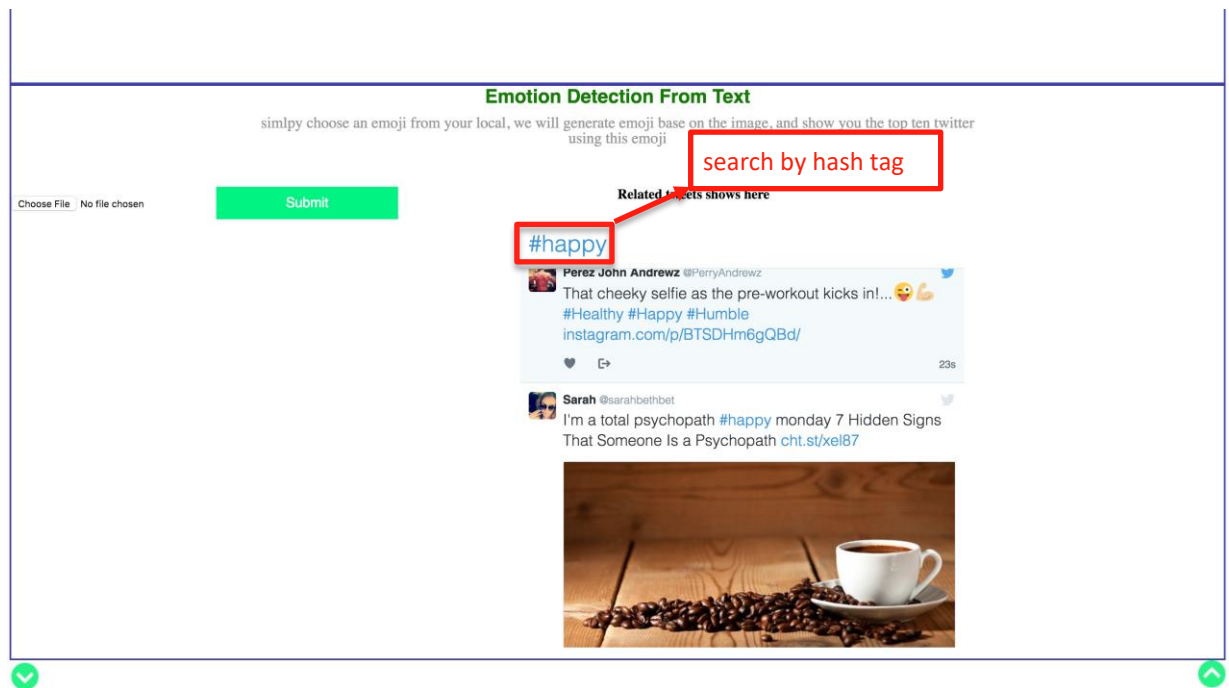 Emotion Detection From Text
simlpy choose an emoji from your local, we will generate emoji base on the image, and show you the top ten twitter
using this emoji
search by hash tag
Choose File No file chosen
Submit
Related tweets shows here
#happy
Perez John Andrewz @PerryAndrewz
That cheeky selfie as the pre-workout kicks in!...😜💪
#Healthy #Happy #Humble
instagram.com/p/BTSDHm6gQBd/
23s
Sarah @sarahbethbet
I'm a total psychopath #happy monday 7 Hidden Signs
That Someone Is a Psychopath cht.st/xel87